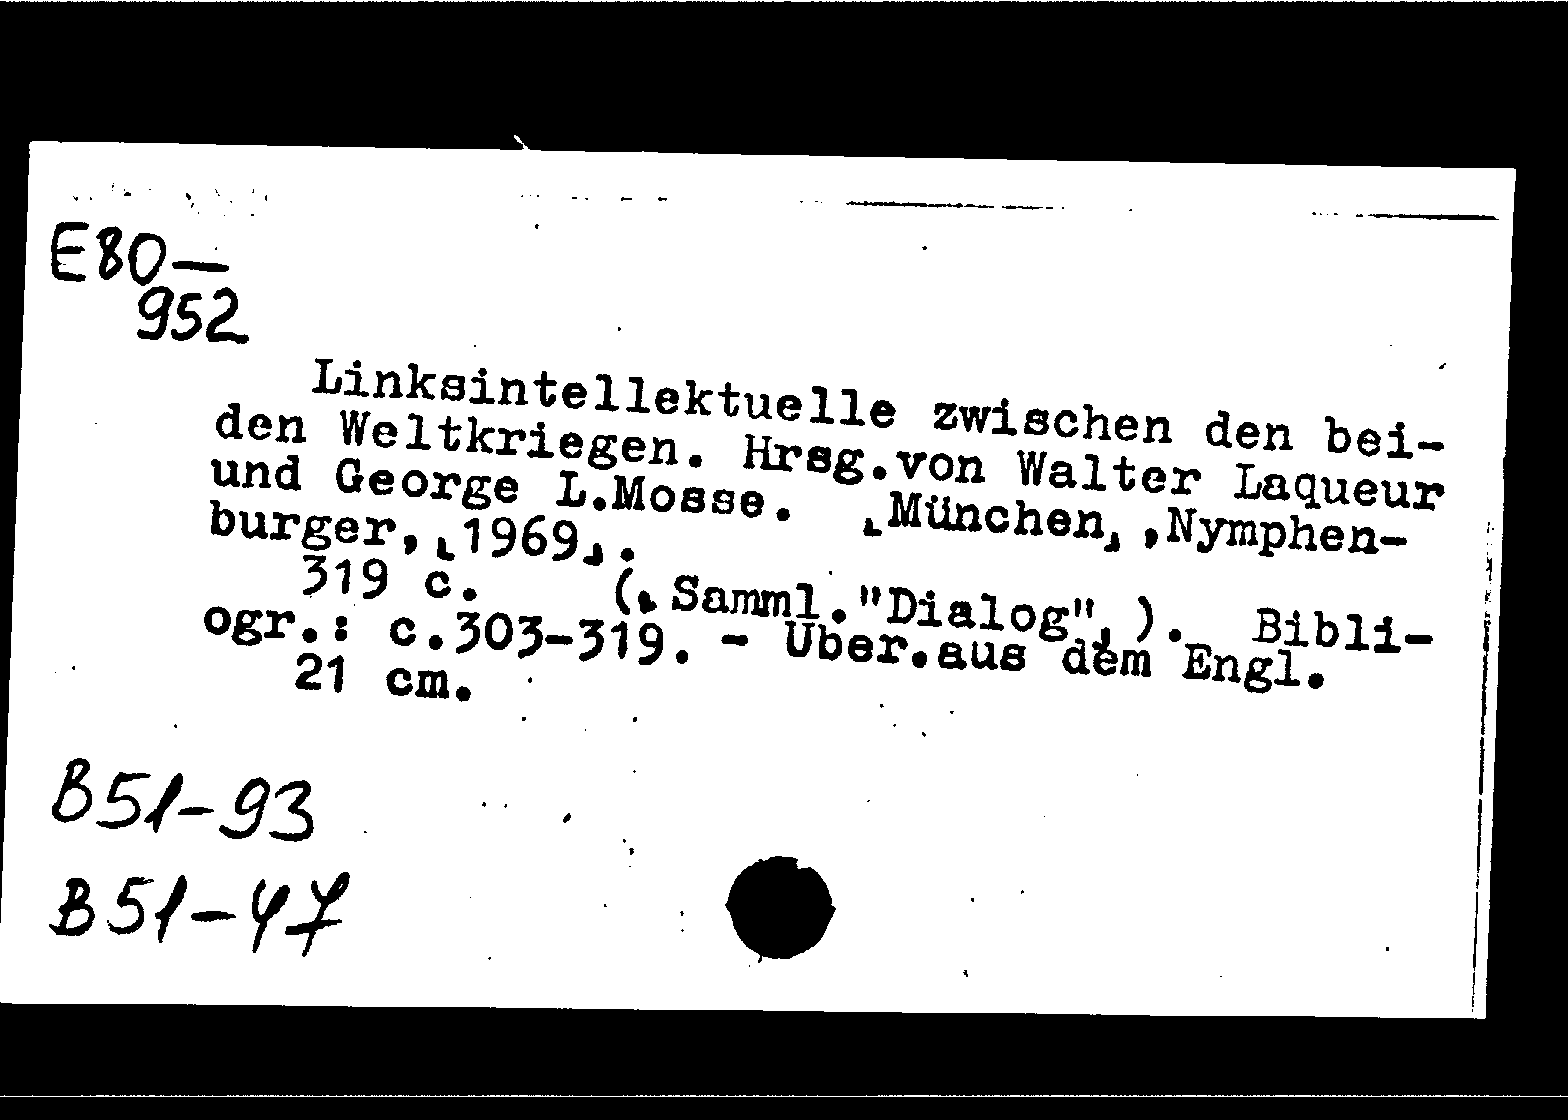 E80—
952
Linksintellektuelle zwischen den bei-
den Weltkriegen. Hrsg.von Walter Laqueur
und George L.Mosse. ⌞München⌟,Nymphen-
burger,⌞1969⌟.
319 c. (⌞Samml."Dialog"⌟). Bibli-
ogr.: c.303-319. - Uber.aus dem Engl.
21 cm.
B51-93
B51-47